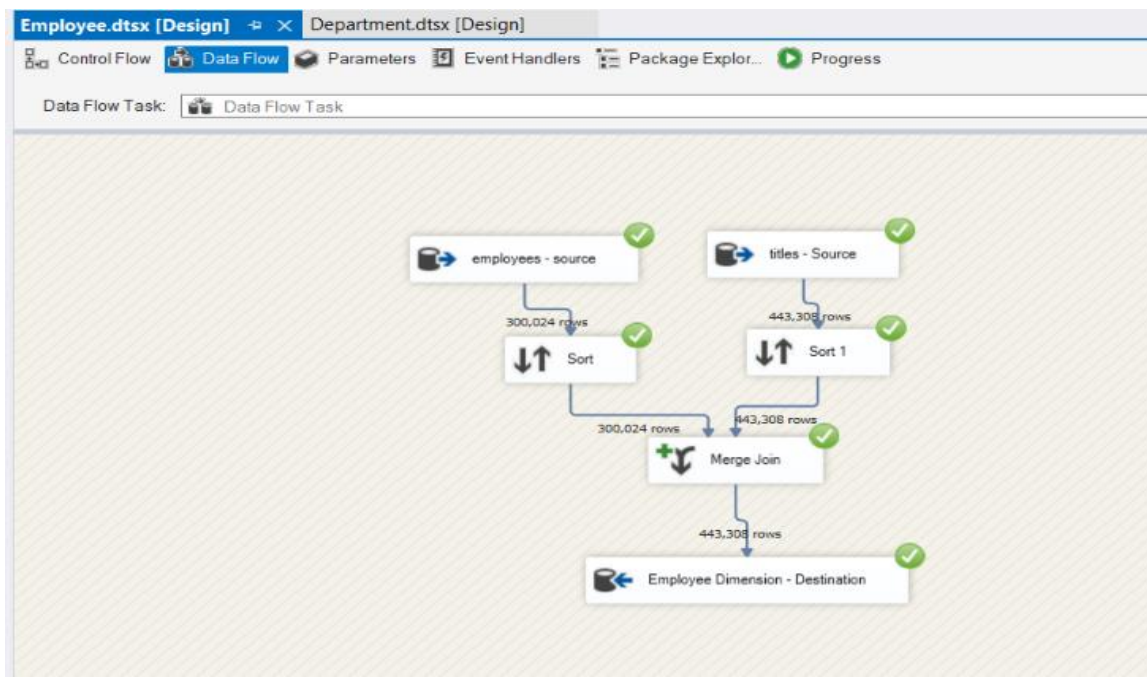 Employee.dtsx [Design] Department.dtsx [Design]
Control Flow Data Flow Parameters Event Handlers Package Explor... Progress
Data Flow Task: Data Flow Task
employees - source
titles - Source
300,024 rows
443,308 rows
Sort
Sort 1
300,024 rows
443,308 rows
Merge Join
443,308 rows
Employee Dimension - Destination